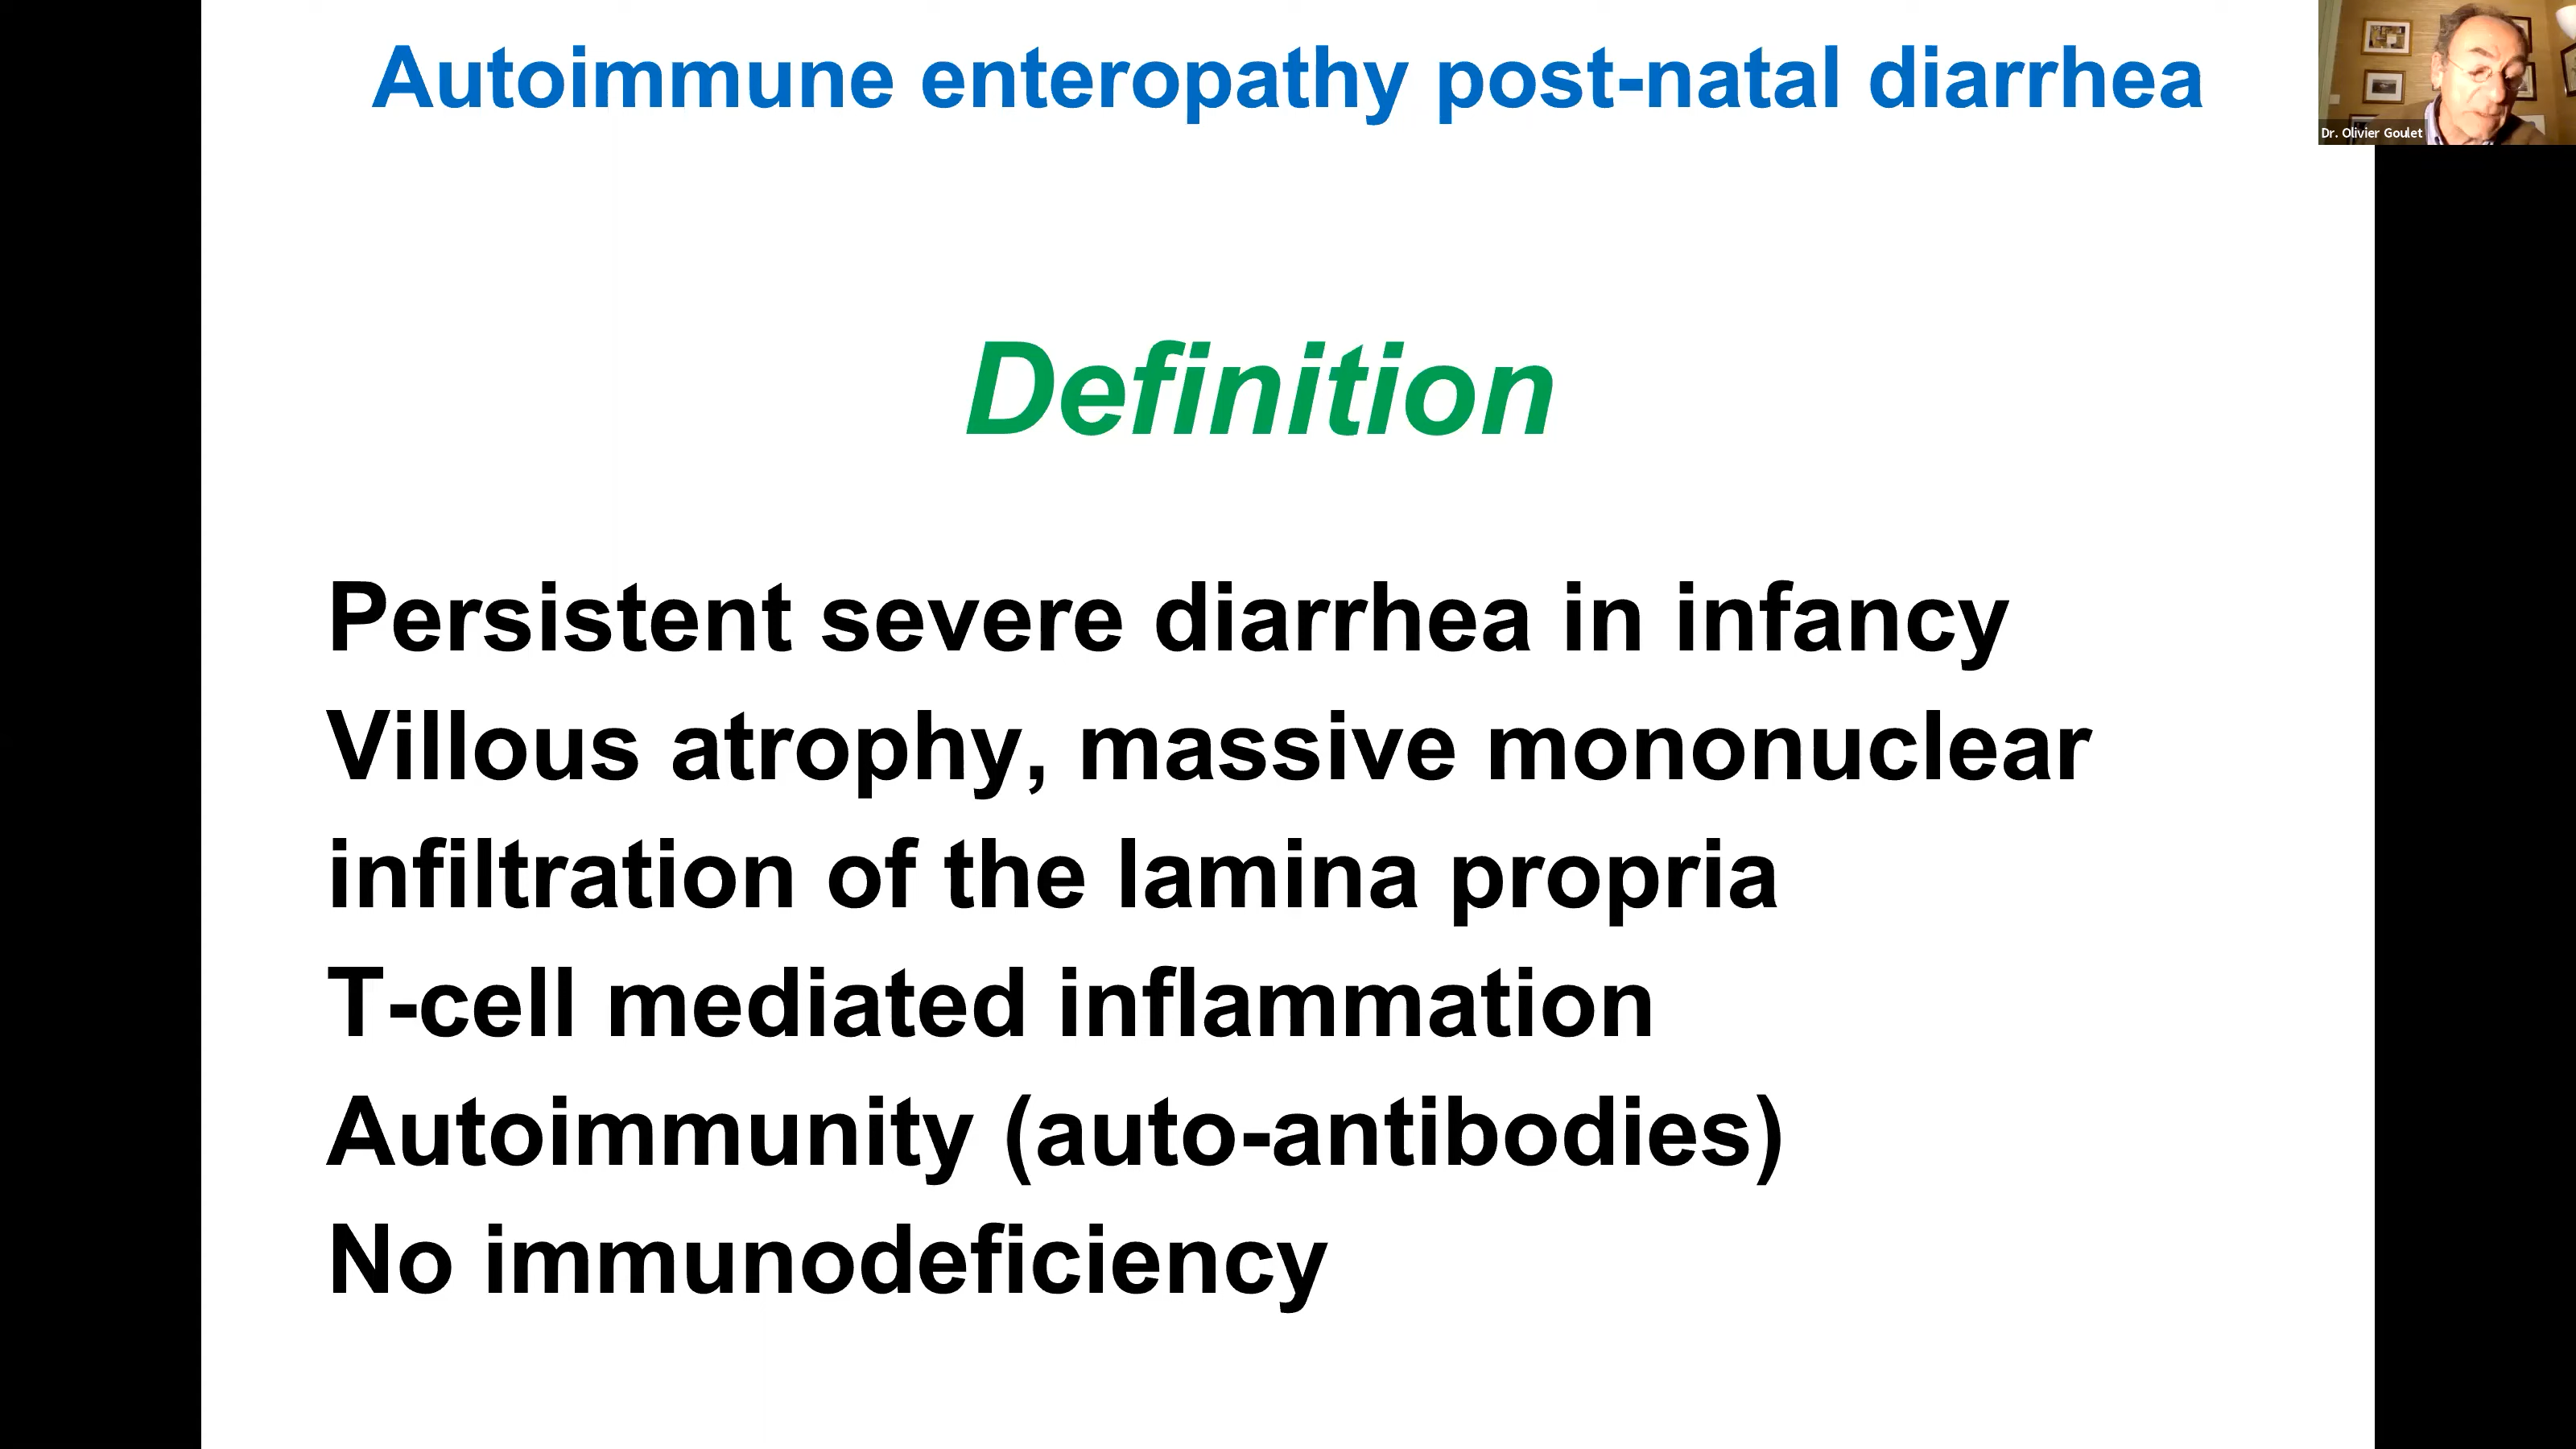 Autoimmune enteropathy post-natal diarrhea
Dr. Olivier Goulet
Definition
Persistent severe diarrhea in infancy
Villous atrophy, massive mononuclear
infiltration of the lamina propria
T-cell mediated inflammation
Autoimmunity (auto-antibodies)
No immunodeficiency